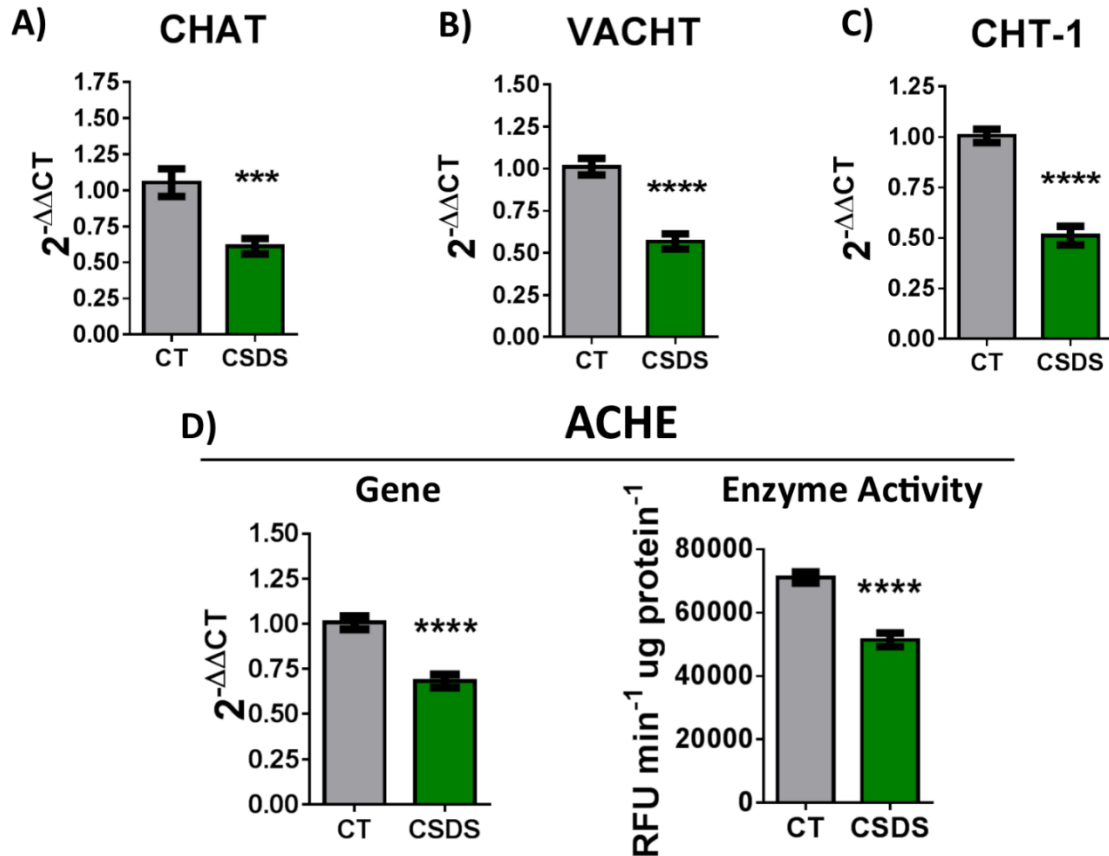 A)
CHAT
2^-ΔΔCT
1.75
1.50
1.25
1.00
0.75
0.50
0.25
0.00
***
CT CSDS
B)
VACHT
2^-ΔΔCT
1.50
1.25
1.00
0.75
0.50
0.25
0.00
****
CT CSDS
C)
CHT-1
2^-ΔΔCT
1.25
1.00
0.75
0.50
0.25
0.00
****
CT CSDS
D)
ACHE
Gene
2^-ΔΔCT
1.50
1.25
1.00
0.75
0.50
0.25
0.00
****
CT CSDS
Enzyme Activity
RFU min^-1 ug protein^-1
80000
60000
40000
20000
0
****
CT CSDS